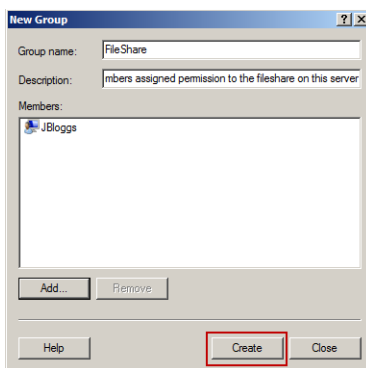 New Group
Group name:
FileShare
Description:
mbers assigned permission to the fileshare on this server
Members:
JBloggs
Add...
Remove
Help
Create
Close